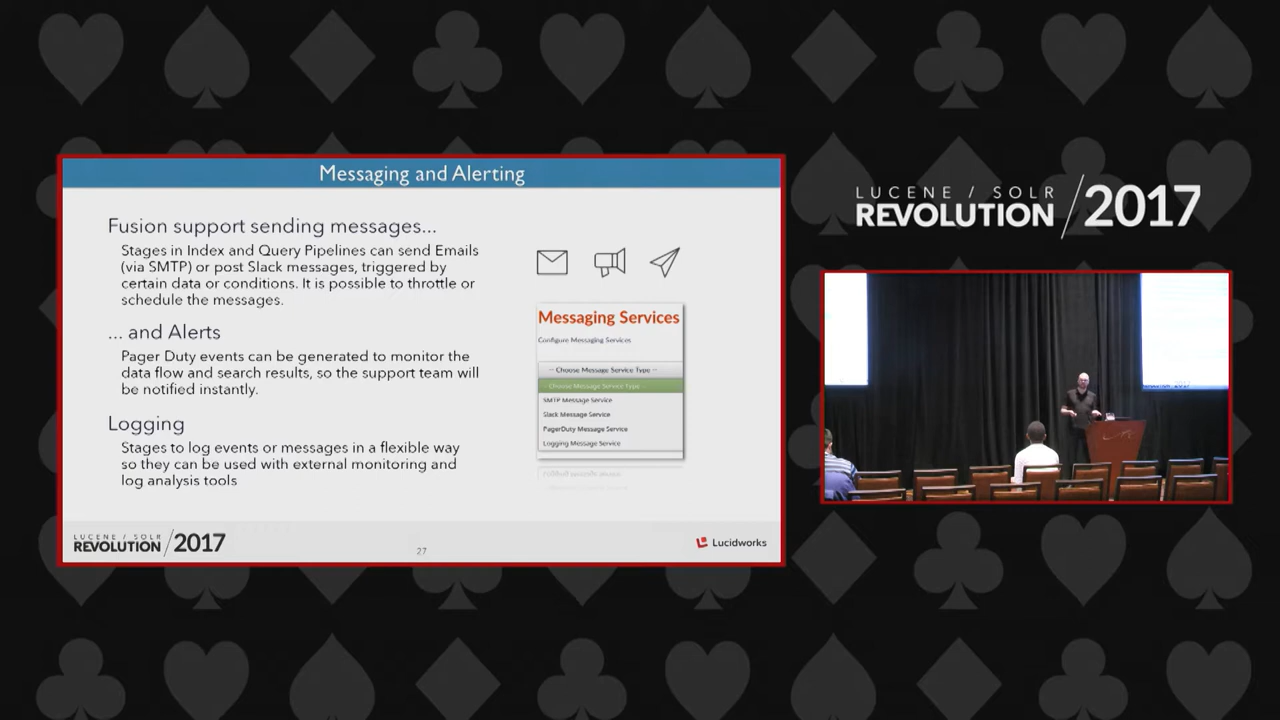 Messaging and Alerting
Fusion support sending messages...
Stages in Index and Query Pipelines can send Emails
(via SMTP) or post Slack messages, triggered by
certain data or conditions. It is possible to throttle or
schedule the messages.
... and Alerts
Pager Duty events can be generated to monitor the
data flow and search results, so the support team will
be notified instantly.
Logging
Stages to log events or messages in a flexible way
so they can be used with external monitoring and
log analysis tools
Messaging Services
Configure Messaging Services
-- Choose Message Service Type --
-- Choose Message Service Type --
SMTP Message Service
Slack Message Service
PagerDuty Message Service
Logging Message Service
LUCENE / SOLR
REVOLUTION /2017
27
Lucidworks
LUCENE / SOLR
REVOLUTION /2017